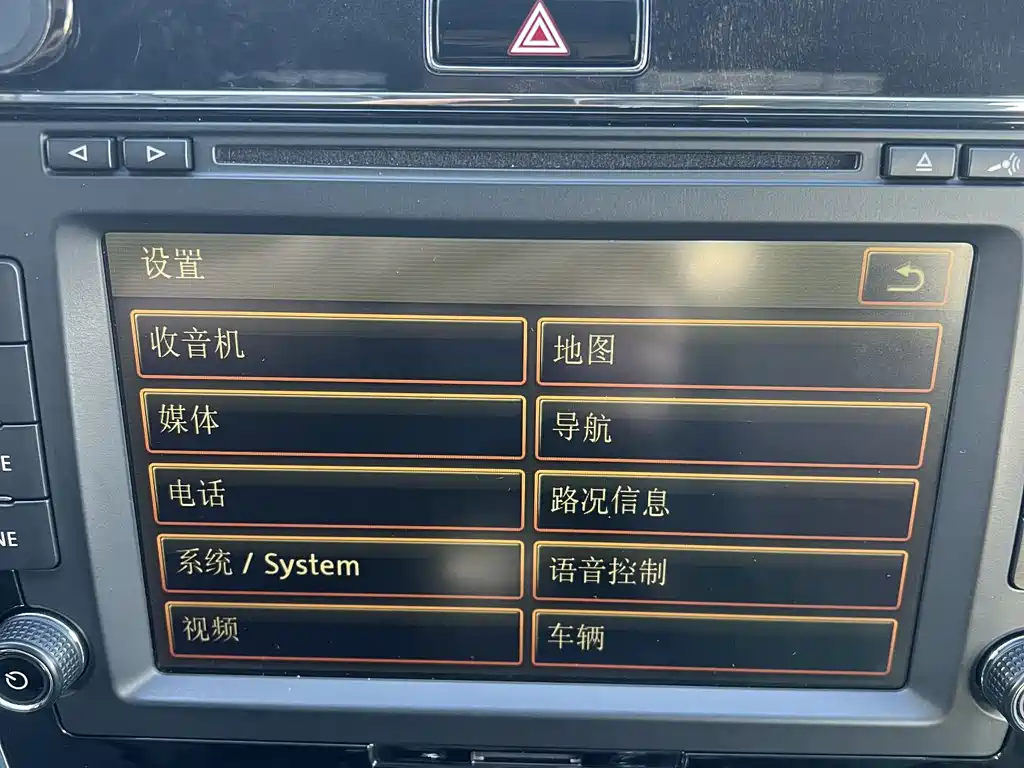 设置
收音机
地图
媒体
导航
电话
路况信息
系统 / System
语音控制
视频
车辆
E
NE